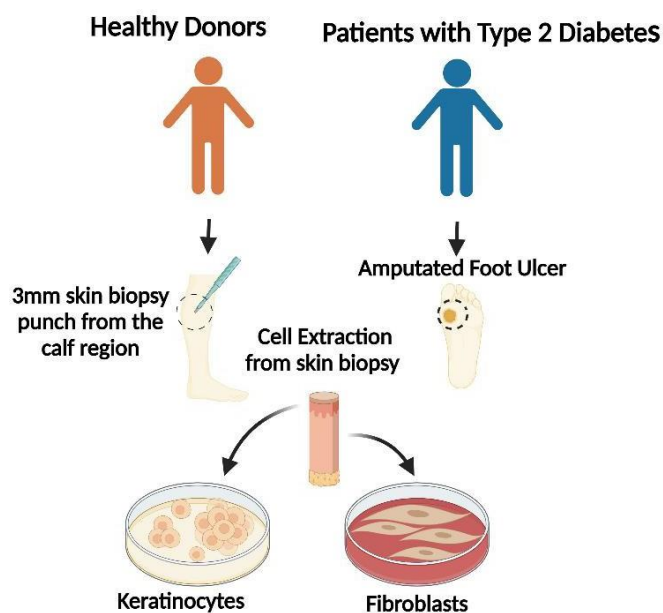 Healthy Donors
Patients with Type 2 Diabetes
3mm skin biopsy
punch from the
calf region
Amputated Foot Ulcer
Cell Extraction
from skin biopsy
Keratinocytes
Fibroblasts